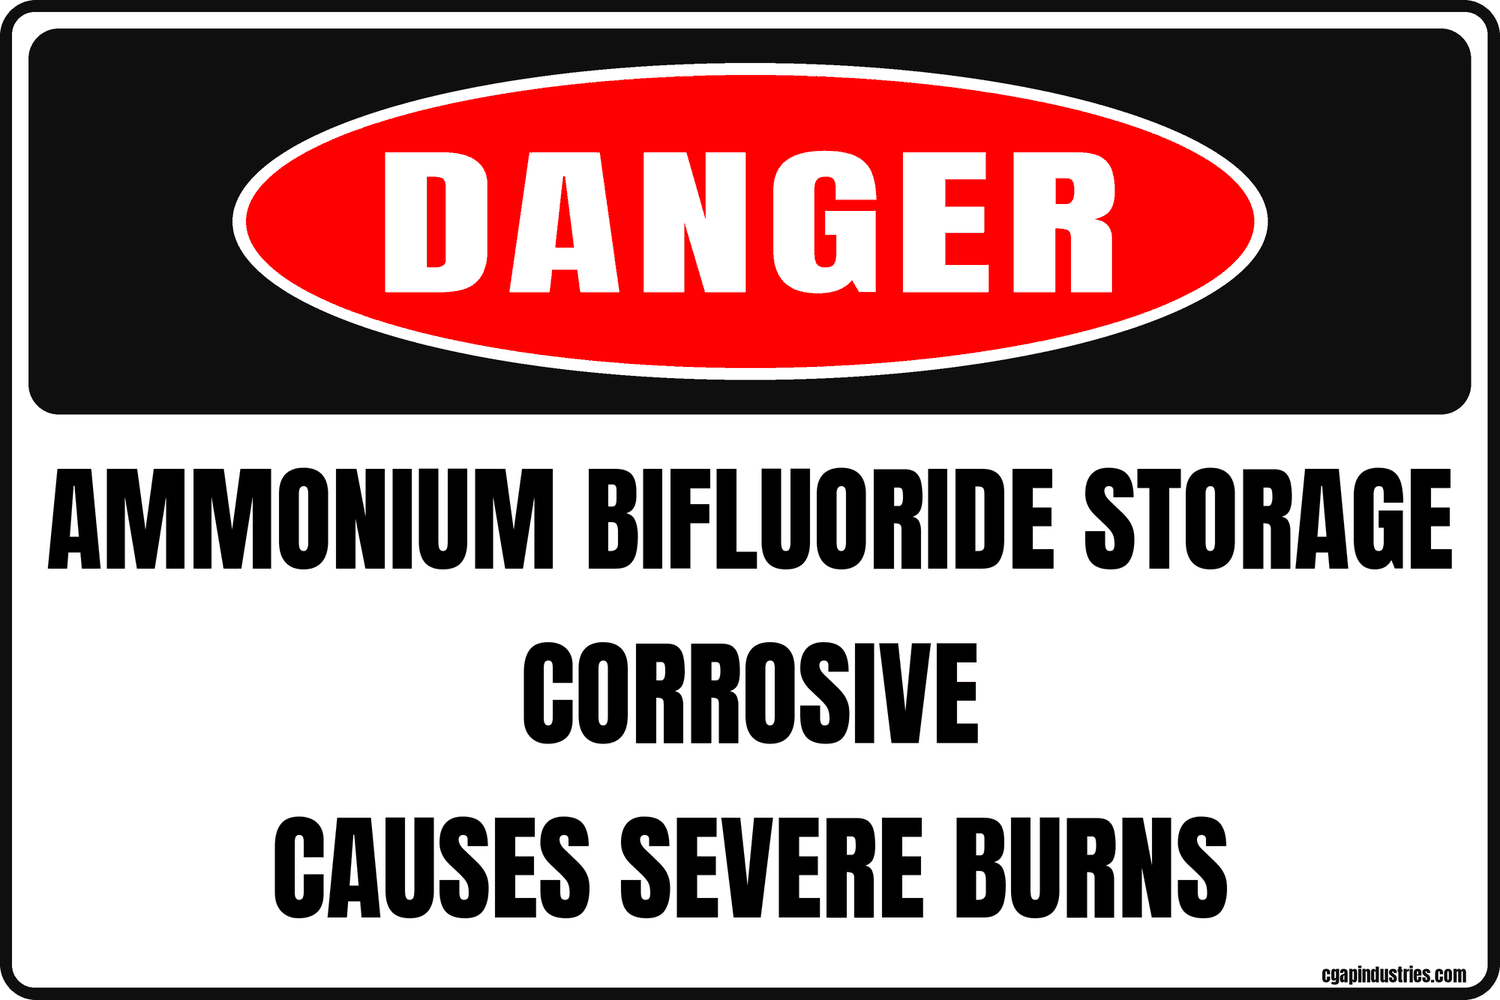 DANGER
AMMONIUM BIFLUORIDE STORAGE
CORROSIVE
CAUSES SEVERE BURNS
cgapindustries.com